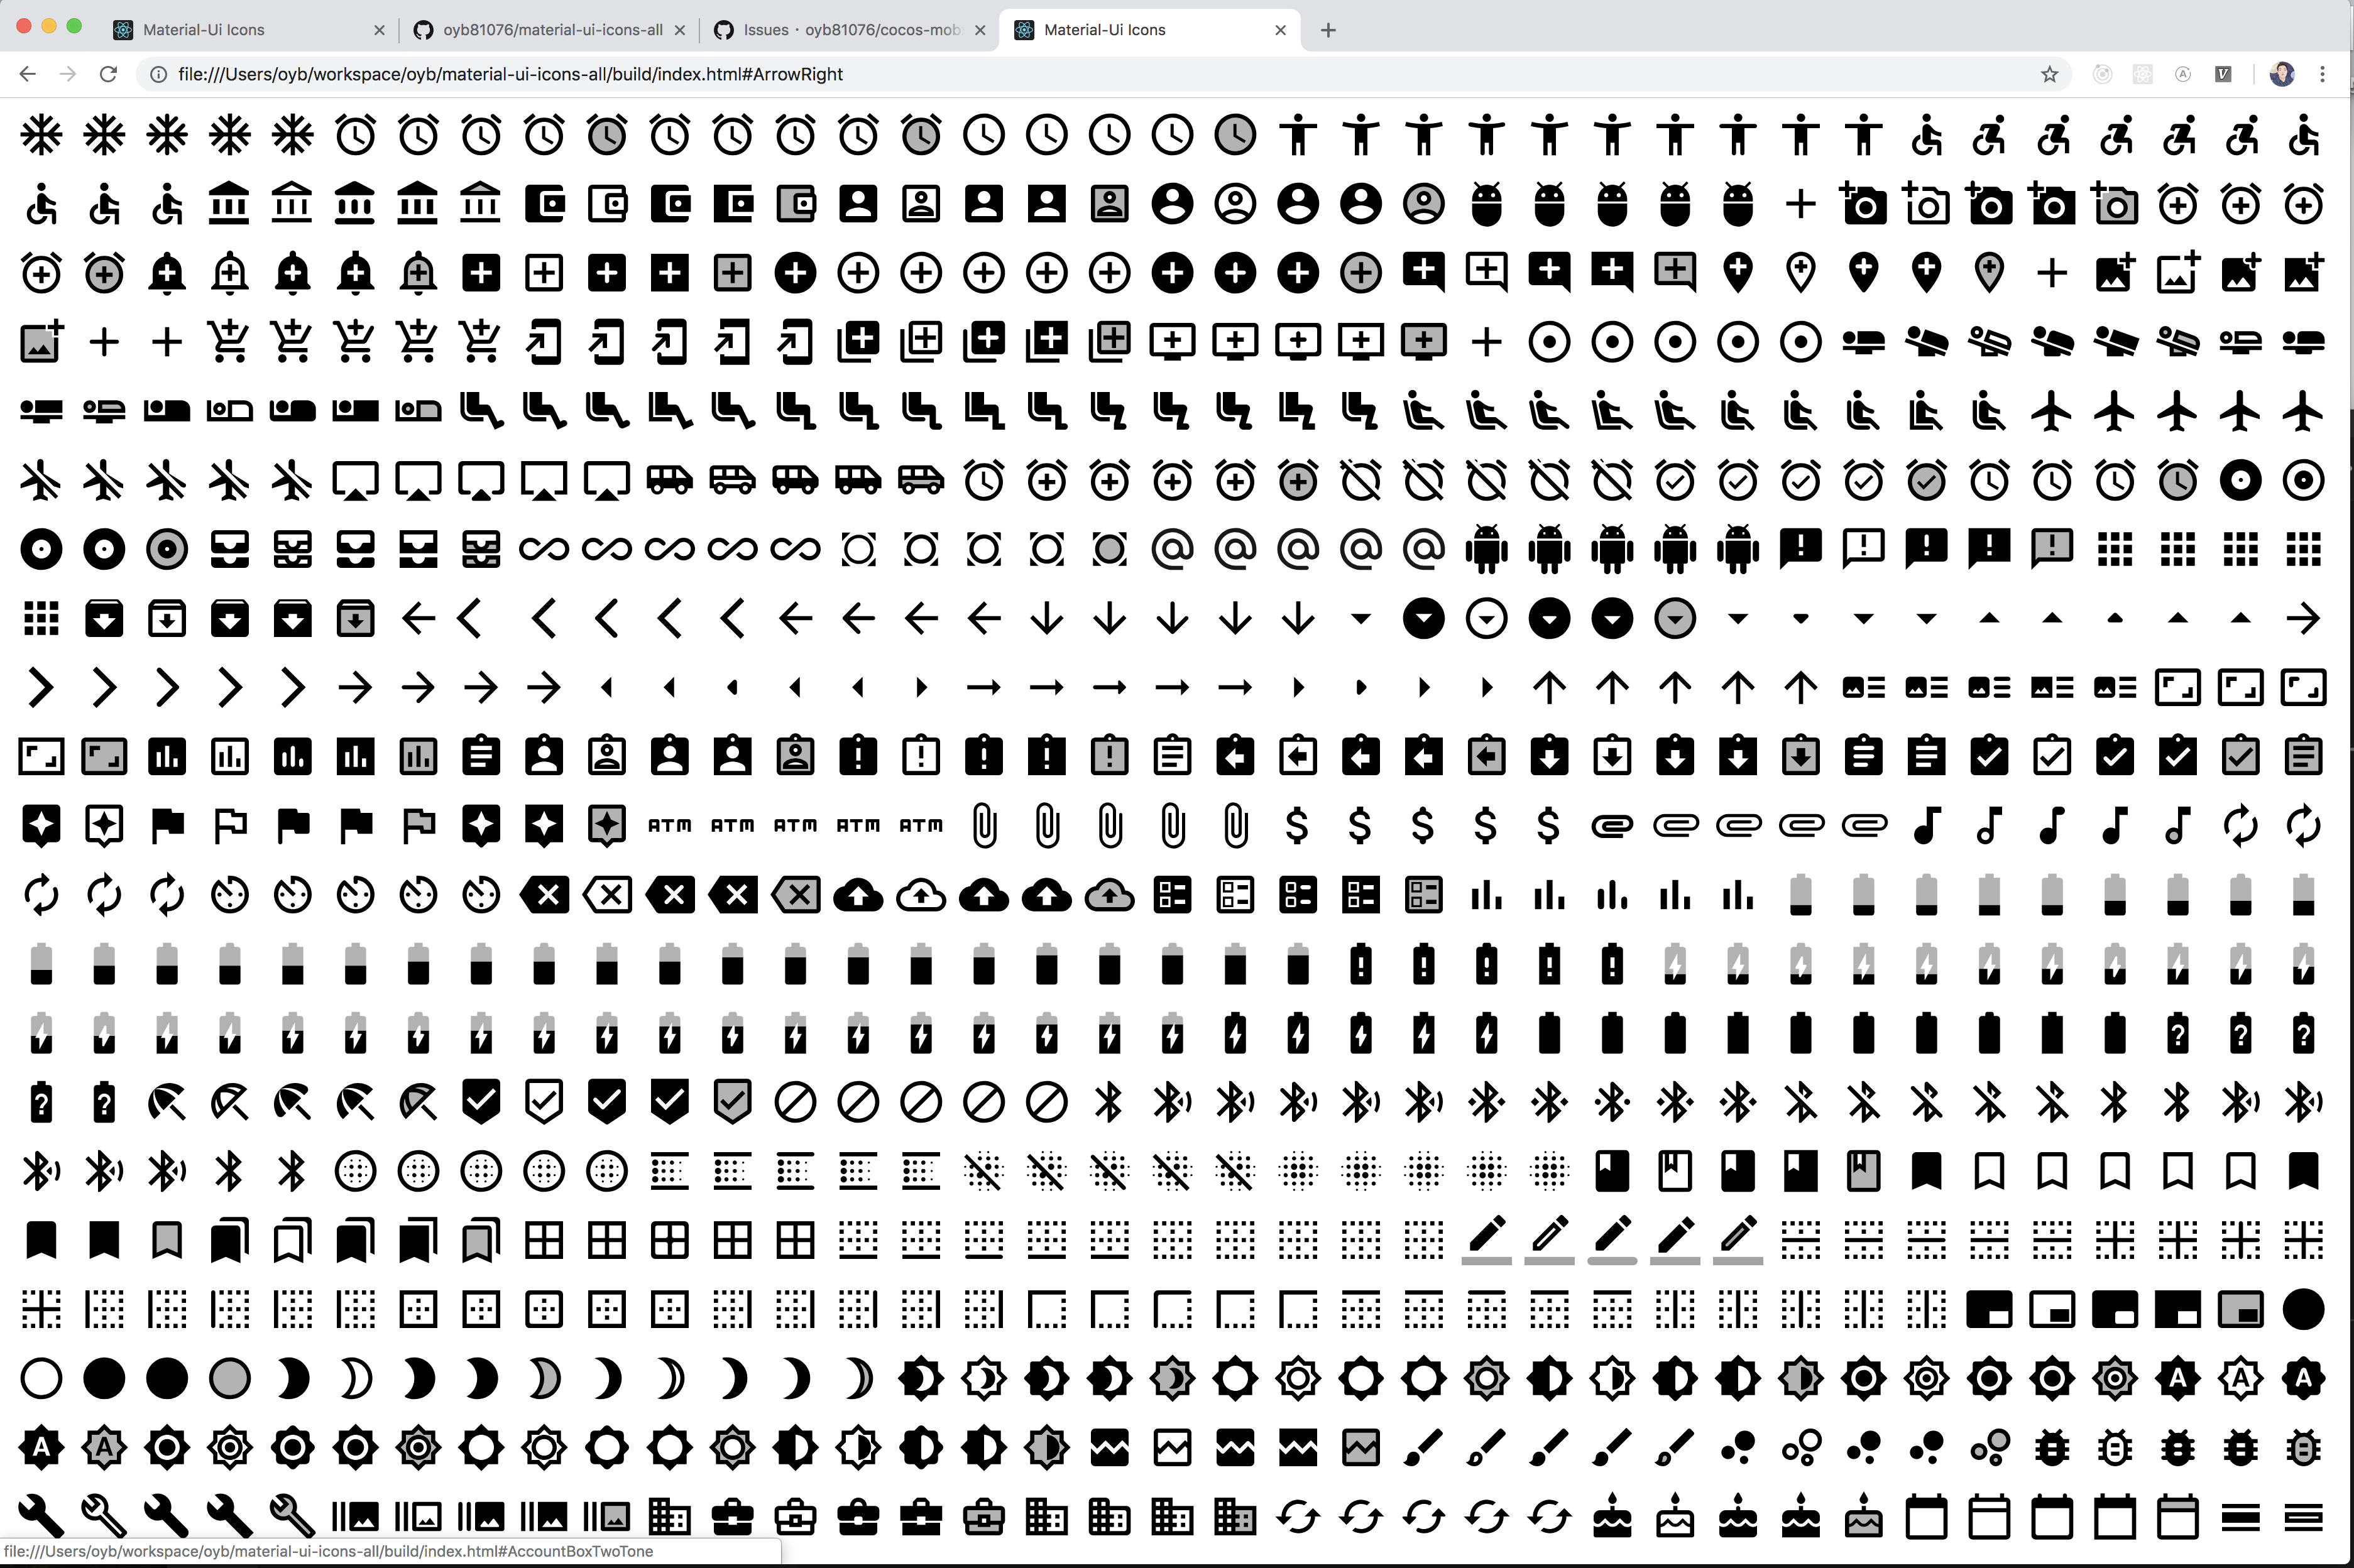 Material-Ui Icons
oyb81076/material-ui-icons-all
Issues · oyb81076/cocos-mob
Material-Ui Icons
file:///Users/oyb/workspace/oyb/material-ui-icons-all/build/index.html#ArrowRight
ATM ATM ATM ATM ATM
A A A
A A
file:///Users/oyb/workspace/oyb/material-ui-icons-all/build/index.html#AccountBoxTwoTone